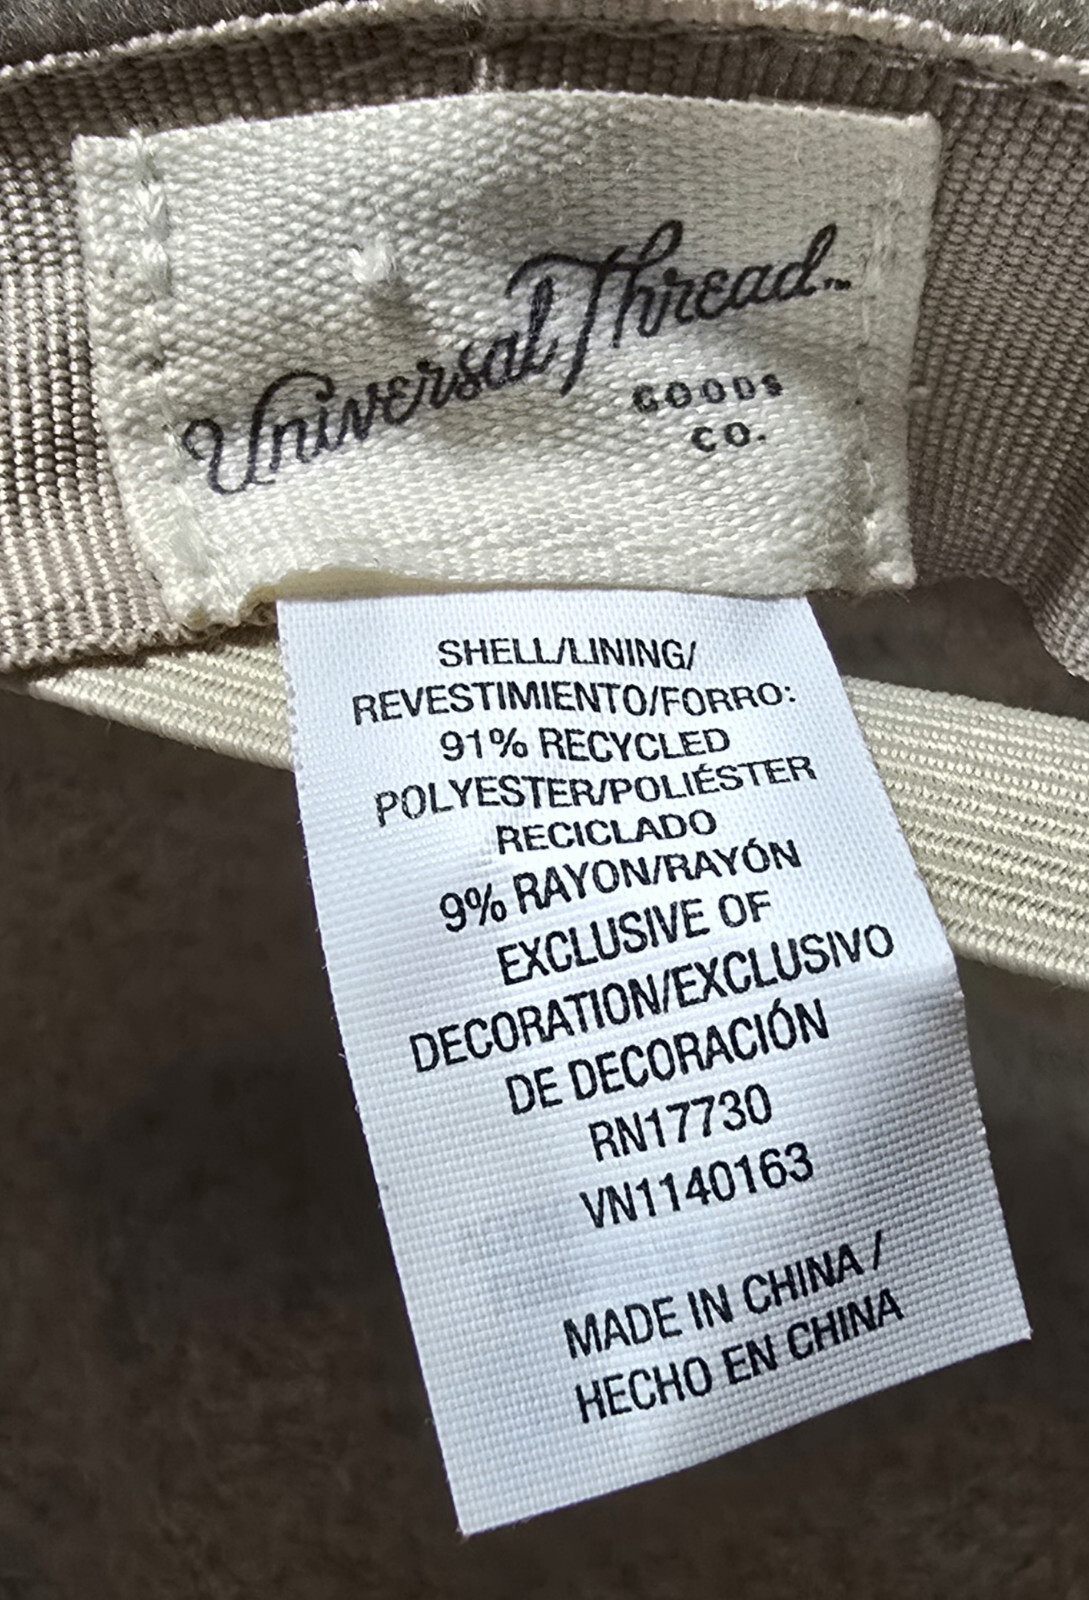 Universal Thread™
GOODS
CO.
SHELL/LINING/
REVESTIMIENTO/FORRO:
91% RECYCLED
POLYESTER/POLIÉSTER
RECICLADO
9% RAYON/RAYÓN
EXCLUSIVE OF
DECORATION/EXCLUSIVO
DE DECORACIÓN
RN17730
VN1140163
MADE IN CHINA /
HECHO EN CHINA